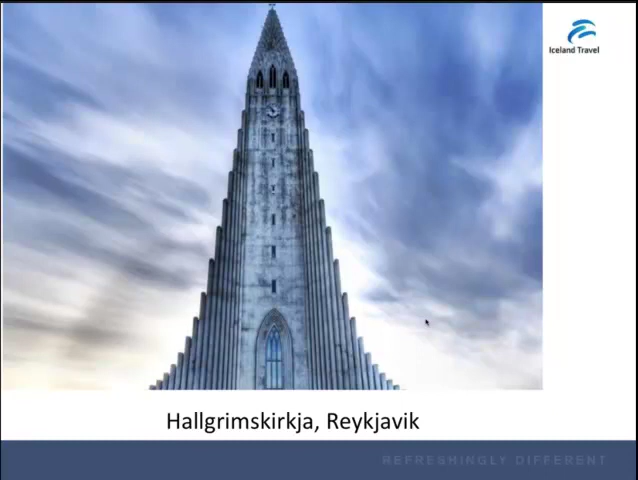 Iceland Travel
Hallgrimskirkja, Reykjavik
REFRESHINGLY DIFFERENT